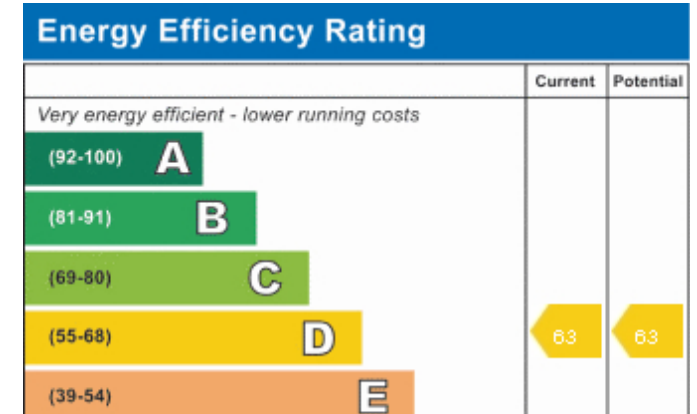 Energy Efficiency Rating
Current Potential
Very energy efficient - lower running costs
(92-100) A
(81-91) B
(69-80) C
(55-68) D 63 63
(39-54) E